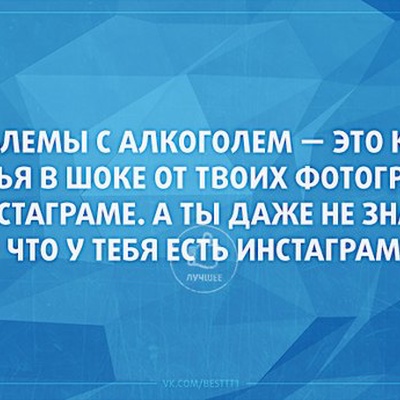 ЛЕМЫ С АЛКОГОЛЕМ — ЭТО К
ЬЯ В ШОКЕ ОТ ТВОИХ ФОТОГР
СТАГРАМЕ. А ТЫ ДАЖЕ НЕ ЗН
ЧТО У ТЕБЯ ЕСТЬ ИНСТАГРАМ
ЛУЧШЕЕ
VK.COM/BESTTT1